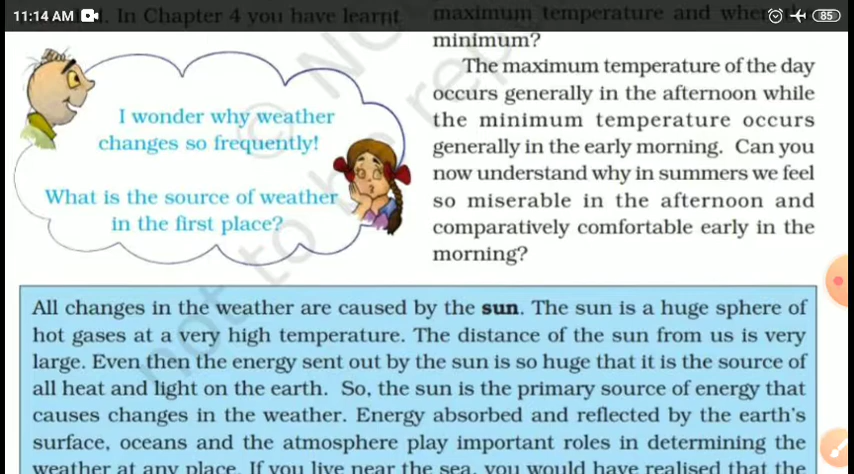 11:14 AM
85
In Chapter 4 you have learnt
I wonder why weather
changes so frequently!
What is the source of weather
in the first place?
maximum temperature and when
minimum?
The maximum temperature of the day
occurs generally in the afternoon while
the minimum temperature occurs
generally in the early morning. Can you
now understand why in summers we feel
so miserable in the afternoon and
comparatively comfortable early in the
morning?
All changes in the weather are caused by the sun. The sun is a huge sphere of
hot gases at a very high temperature. The distance of the sun from us is very
large. Even then the energy sent out by the sun is so huge that it is the source of
all heat and light on the earth. So, the sun is the primary source of energy that
causes changes in the weather. Energy absorbed and reflected by the earth's
surface, oceans and the atmosphere play important roles in determining the
weather at any place. If you live near the sea, you would have realised that the